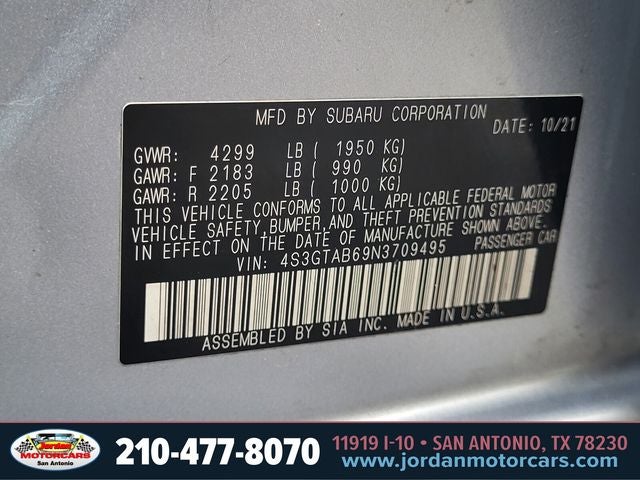 MFD BY SUBARU CORPORATION
DATE: 10/21
GVWR: 4299 LB ( 1950 KG)
GAWR: F 2183 LB ( 990 KG)
GAWR: R 2205 LB ( 1000 KG)
THIS VEHICLE CONFORMS TO ALL APPLICABLE FEDERAL MOTOR
VEHICLE SAFETY, BUMPER, AND THEFT PREVENTION STANDARDS
IN EFFECT ON THE DATE OF MANUFACTURE SHOWN ABOVE.
VIN: 4S3GTAB69N3709495 PASSENGER CAR
ASSEMBLED BY SIA INC. MADE IN U.S.A.
Jordan
MOTORCARS
San Antonio
210-477-8070
11919 I-10 • SAN ANTONIO, TX 78230
www.jordanmotorcars.com